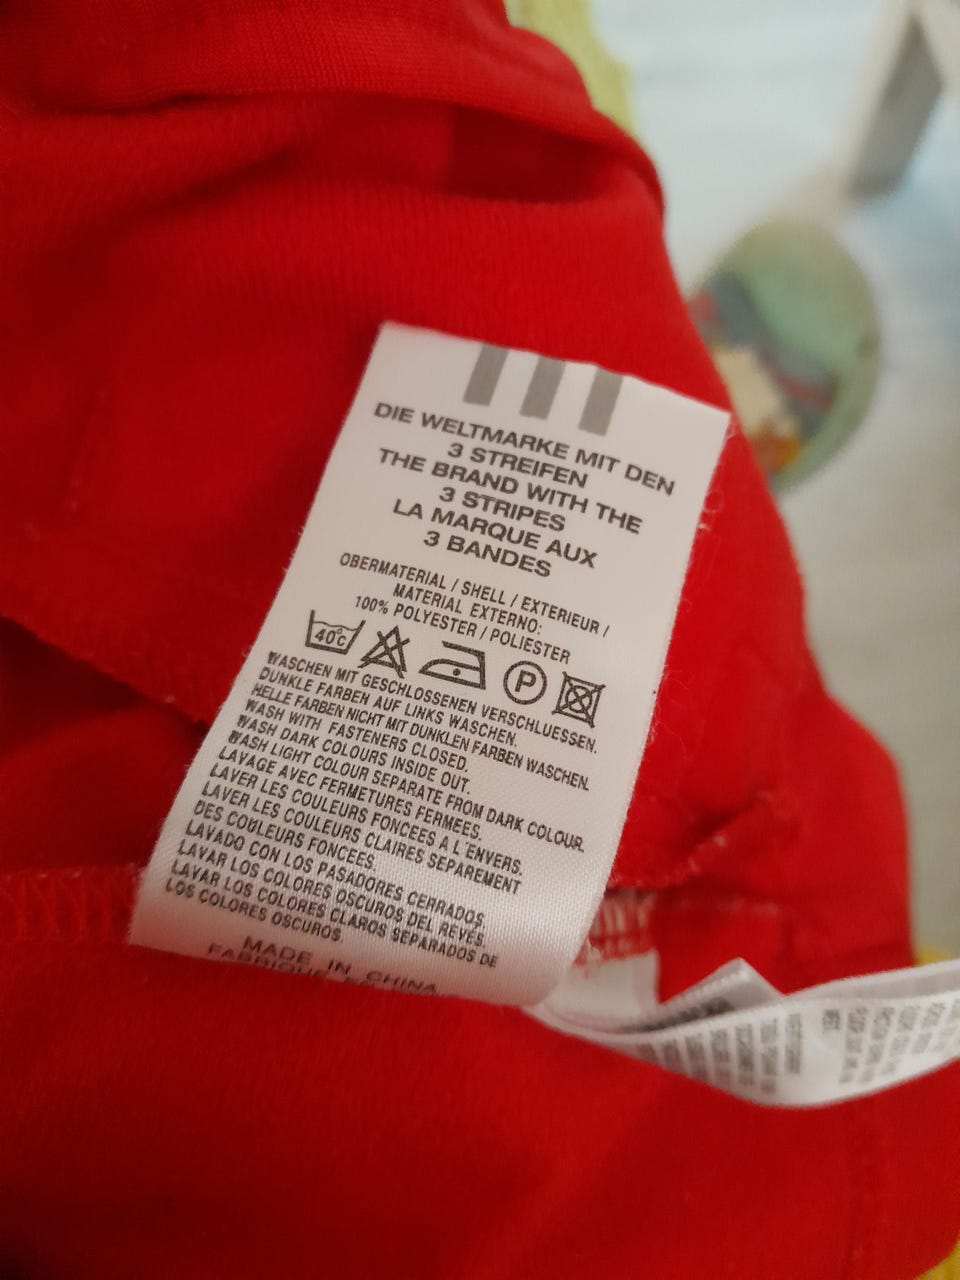 DIE WELTMARKE MIT DEN
3 STREIFEN
THE BRAND WITH THE
3 STRIPES
LA MARQUE AUX
3 BANDES
OBERMATERIAL / SHELL / EXTERIEUR /
MATERIAL EXTERNO:
100% POLYESTER / POLIESTER
40°C P
WASCHEN MIT GESCHLOSSENEN VERSCHLUESSEN.
DUNKLE FARBEN AUF LINKS WASCHEN.
HELLE FARBEN NICHT MIT DUNKLEN FARBEN WASCHEN.
WASH WITH FASTENERS CLOSED.
WASH DARK COLOURS INSIDE OUT.
WASH LIGHT COLOUR SEPARATE FROM DARK COLOUR.
LAVAGE AVEC FERMETURES FERMEES.
LAVER LES COULEURS FONCEES A L'ENVERS.
LAVER LES COULEURS CLAIRES SEPAREMENT
DES COULEURS FONCEES.
LAVADO CON LOS PASADORES CERRADOS.
LAVAR LOS COLORES OSCUROS DEL REVES.
LAVAR LOS COLORES CLAROS SEPARADOS DE
LOS COLORES OSCUROS.
MADE IN CHINA
FABRIQUE